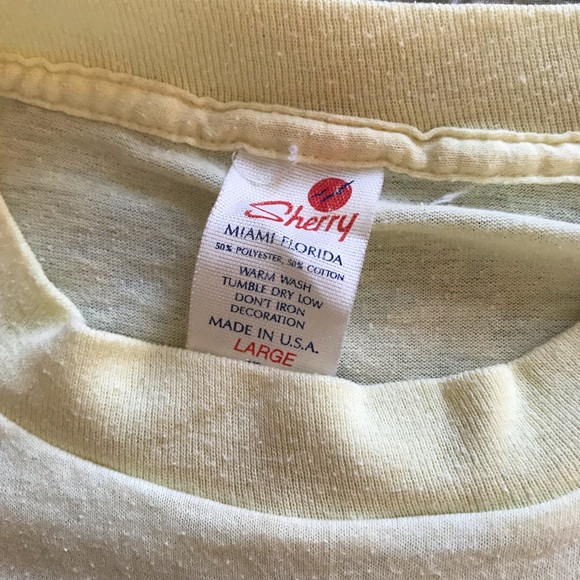 Sherry
MIAMI FLORIDA
50% POLYESTER, 50% COTTON
WARM WASH
TUMBLE DRY LOW
DON'T IRON
DECORATION
MADE IN U.S.A.
LARGE